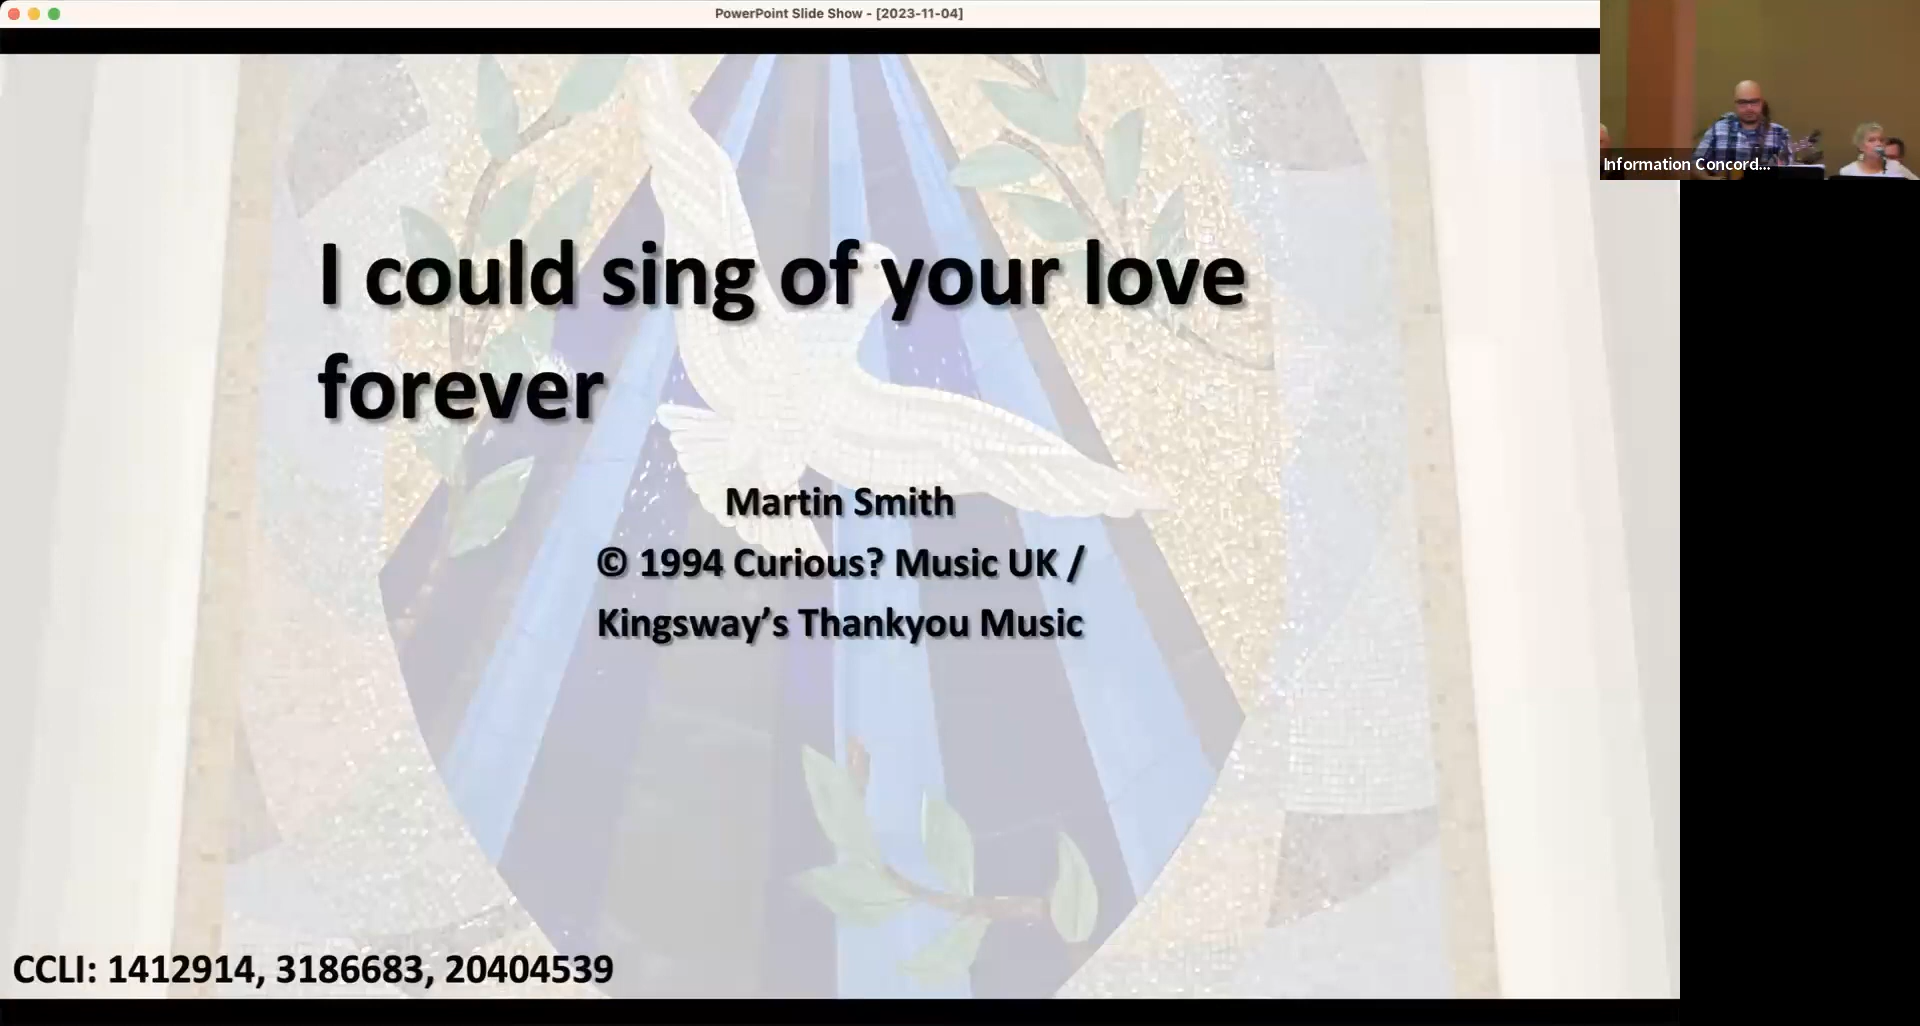 PowerPoint Slide Show - [2023-11-04]
Information Concord...
I could sing of your love
forever
Martin Smith
© 1994 Curious? Music UK /
Kingsway’s Thankyou Music
CCLI: 1412914, 3186683, 20404539